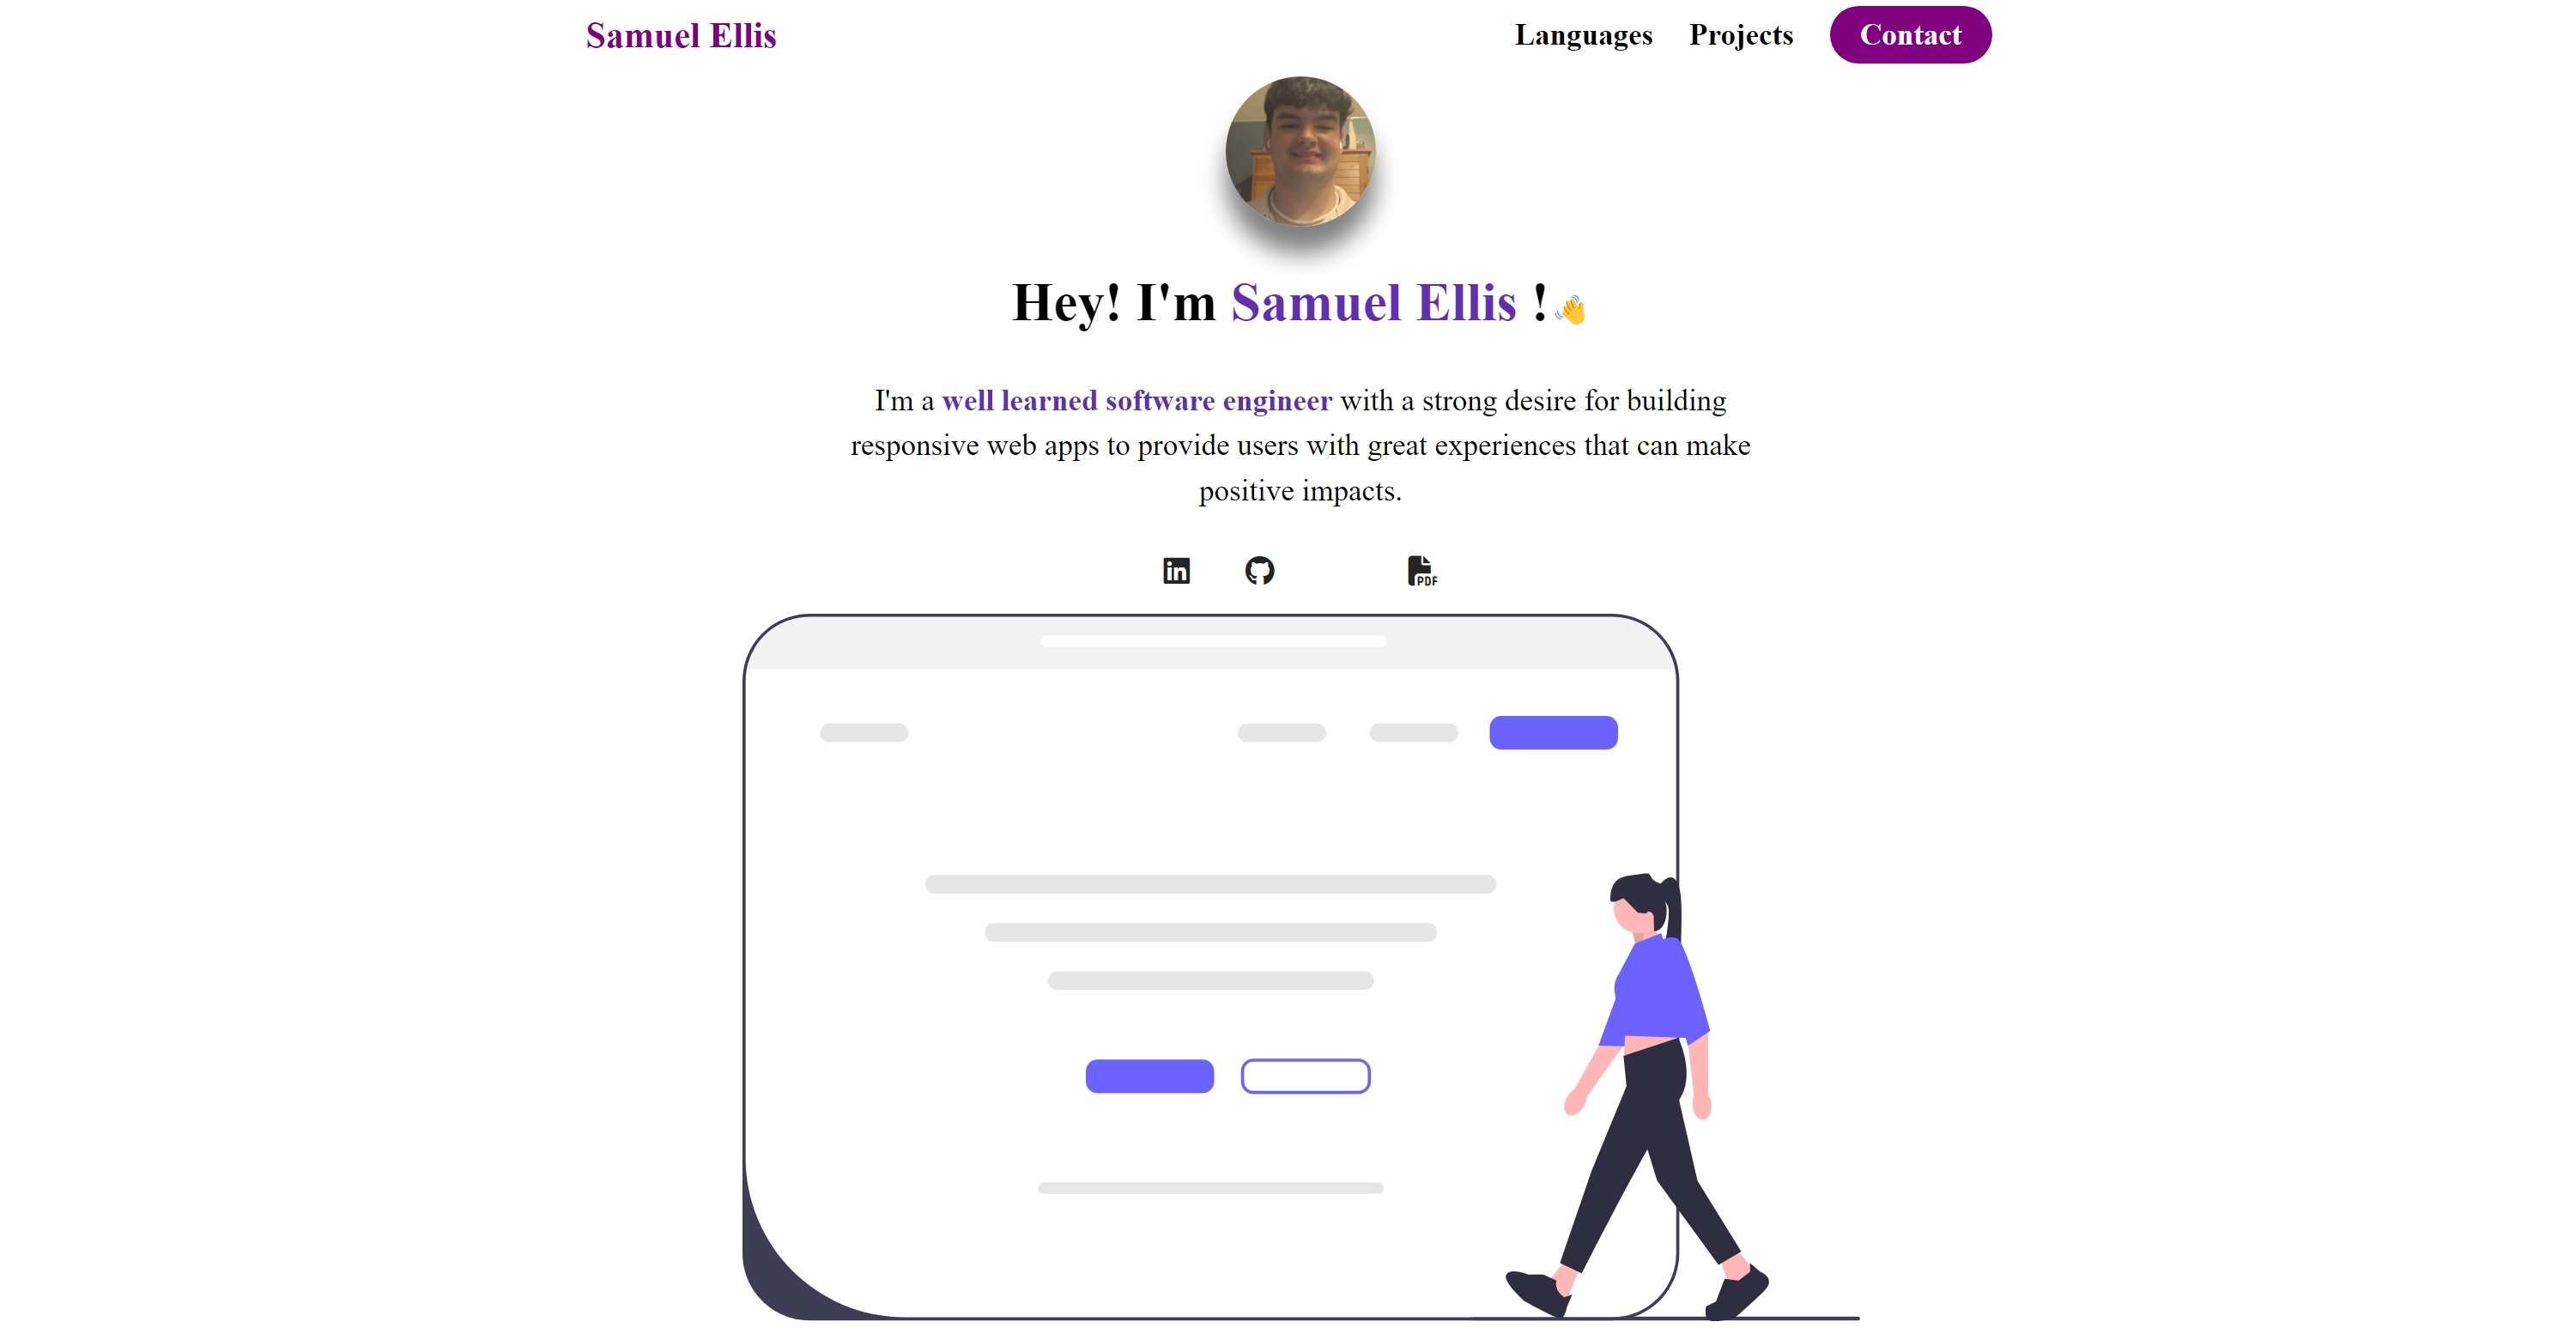 Samuel Ellis
Languages Projects Contact
Hey! I'm Samuel Ellis !👋
I'm a well learned software engineer with a strong desire for building
responsive web apps to provide users with great experiences that can make
positive impacts.
in
PDF